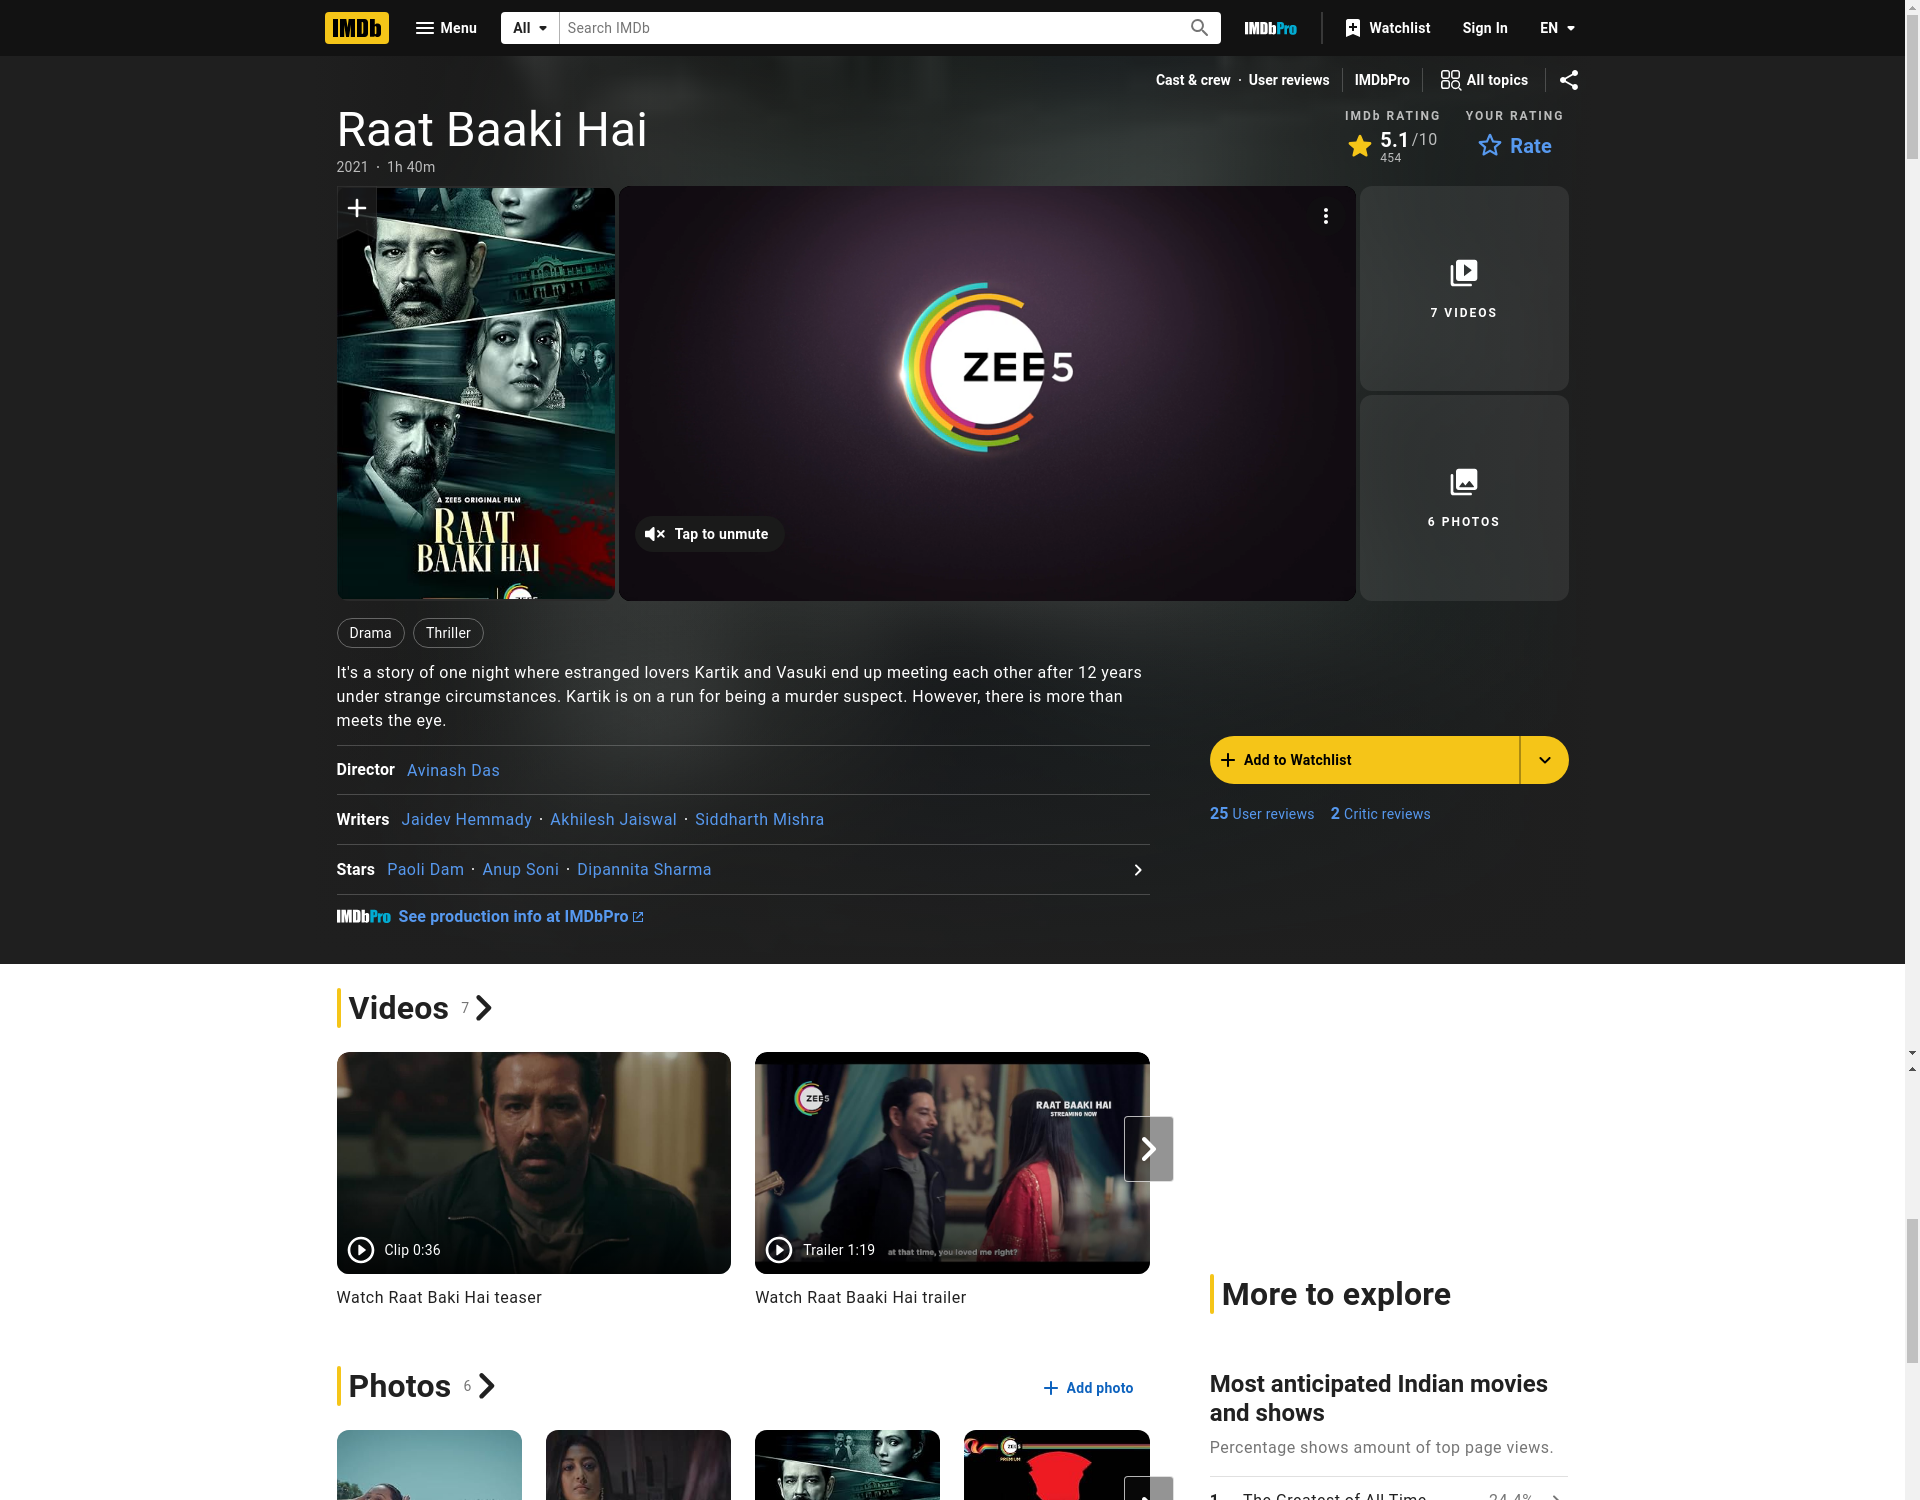 IMDb
Menu
All
Search IMDb
IMDbPro
Watchlist
Sign In
EN
Cast & crew · User reviews
IMDbPro
All topics
Raat Baaki Hai
2021 · 1h 40m
IMDb RATING
5.1/10
454
YOUR RATING
Rate
A ZEE5 ORIGINAL FILM
RAAT
BAAKI HAI
ZEE5
ZEE5
Tap to unmute
7 VIDEOS
6 PHOTOS
Drama
Thriller
It's a story of one night where estranged lovers Kartik and Vasuki end up meeting each other after 12 years
under strange circumstances. Kartik is on a run for being a murder suspect. However, there is more than
meets the eye.
Director Avinash Das
Writers Jaidev Hemmady · Akhilesh Jaiswal · Siddharth Mishra
Stars Paoli Dam · Anup Soni · Dipannita Sharma
IMDbPro See production info at IMDbPro
Add to Watchlist
25 User reviews 2 Critic reviews
Videos 7
Clip 0:36
Watch Raat Baki Hai teaser
ZEE5
RAAT BAAKI HAI
STREAMING NOW
Trailer 1:19
at that time, you loved me right?
Watch Raat Baaki Hai trailer
Photos 6
Add photo
ZEE5
PREMIUM
More to explore
Most anticipated Indian movies
and shows
Percentage shows amount of top page views.
1 The Greatest of All Time 24.4%